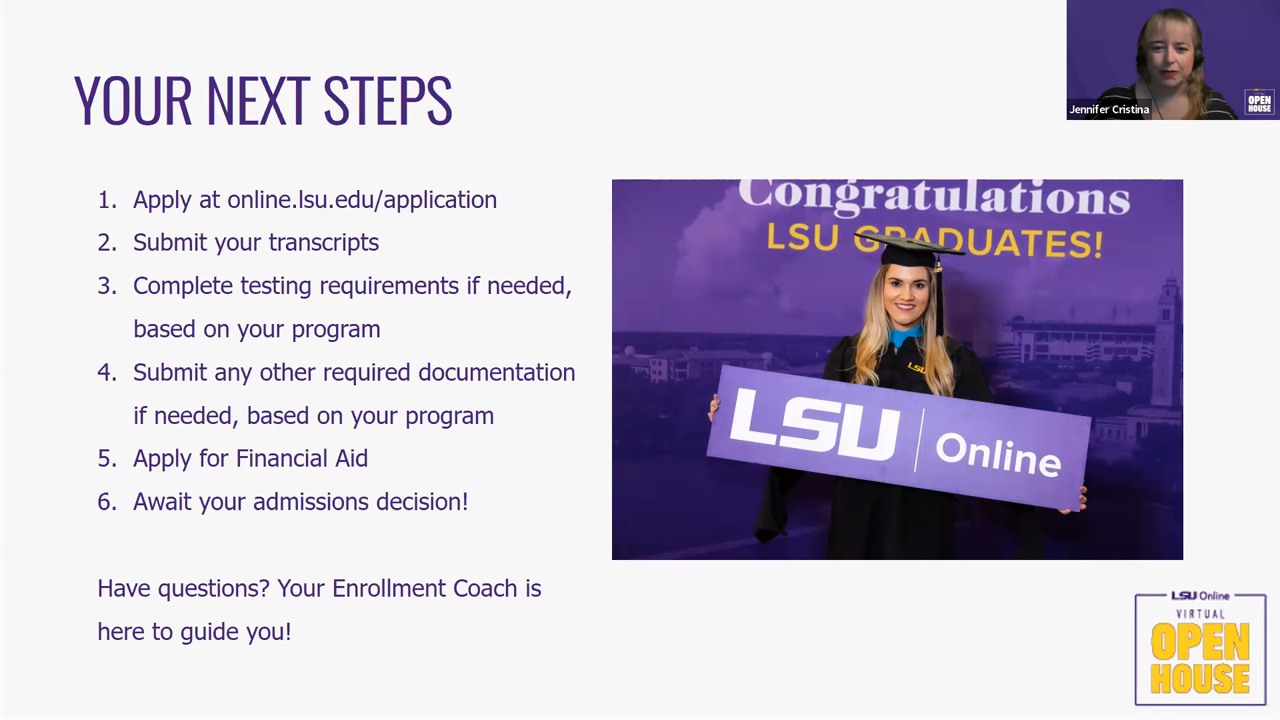 YOUR NEXT STEPS
Jennifer Cristina
OPEN
HOUSE
1. Apply at online.lsu.edu/application
2. Submit your transcripts
3. Complete testing requirements if needed,
based on your program
4. Submit any other required documentation
if needed, based on your program
5. Apply for Financial Aid
6. Await your admissions decision!
Have questions? Your Enrollment Coach is
here to guide you!
Congratulations
LSU GRADUATES!
LSU
LSU | Online
LSU Online
VIRTUAL
OPEN
HOUSE